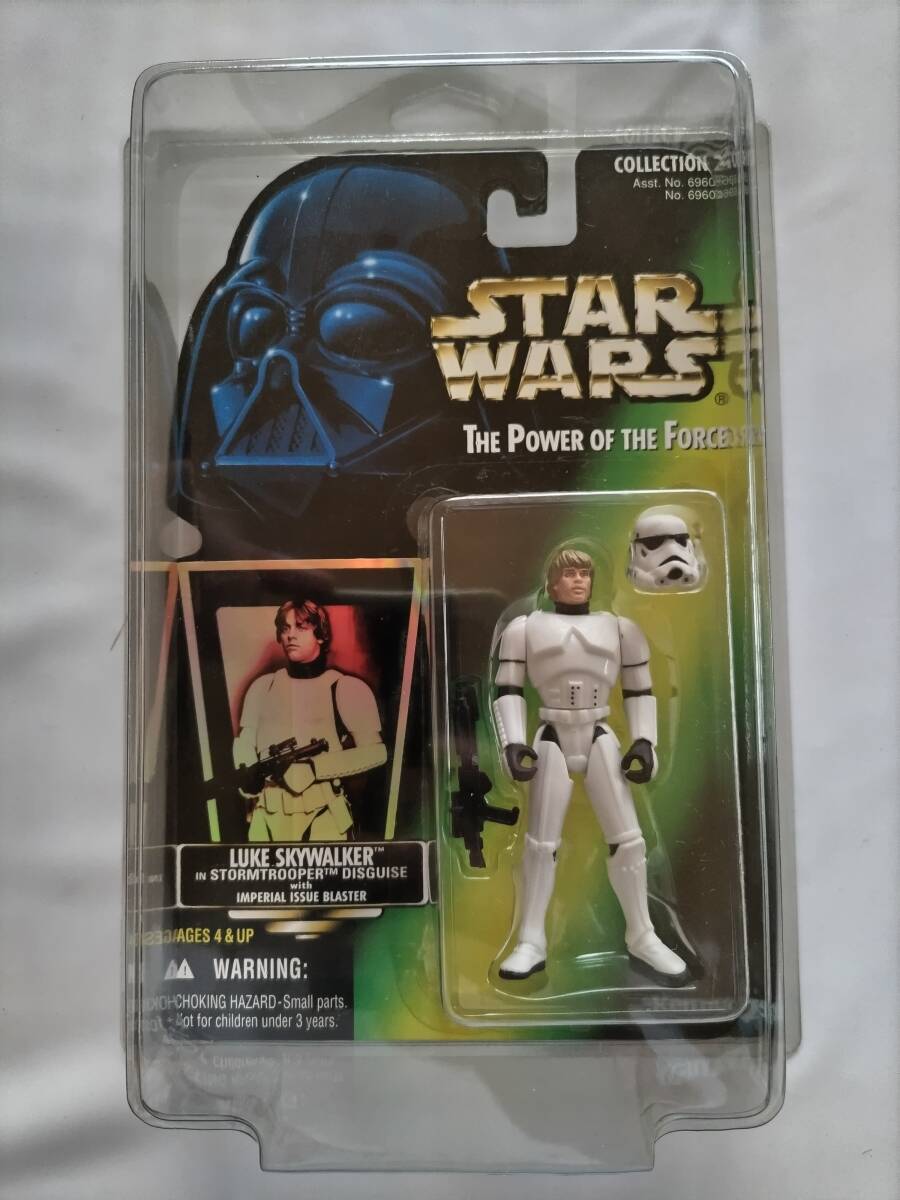 COLLECTION
Asst. No.
No.
STAR
WARS
®
THE POWER OF THE FORCE
LUKE SKYWALKER™
IN STORMTROOPER™ DISGUISE
with
IMPERIAL ISSUE BLASTER
AGES 4 & UP
WARNING:
CHOKING HAZARD-Small parts.
Not for children under 3 years.